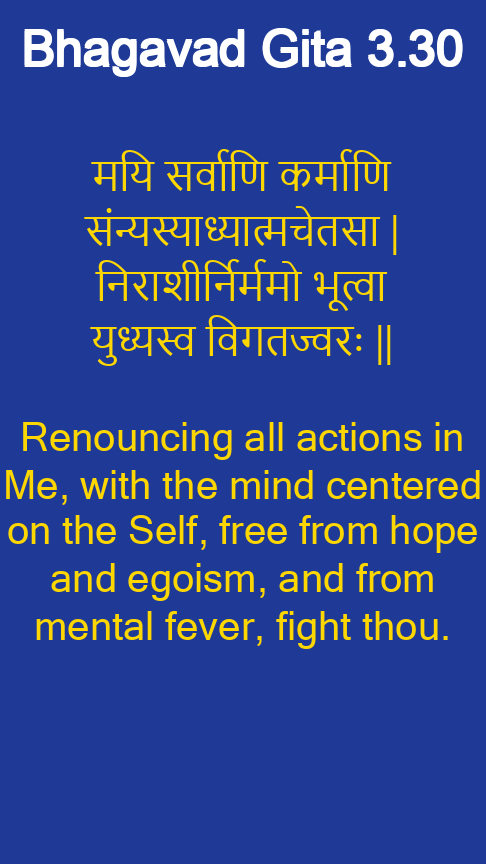 Bhagavad Gita 3.30
मयि सर्वाणि कर्माणि
संन्यस्याध्यात्मचेतसा |
निराशीर्निर्ममो भूत्वा
युध्यस्व विगतज्वरः ||
Renouncing all actions in
Me, with the mind centered
on the Self, free from hope
and egoism, and from
mental fever, fight thou.